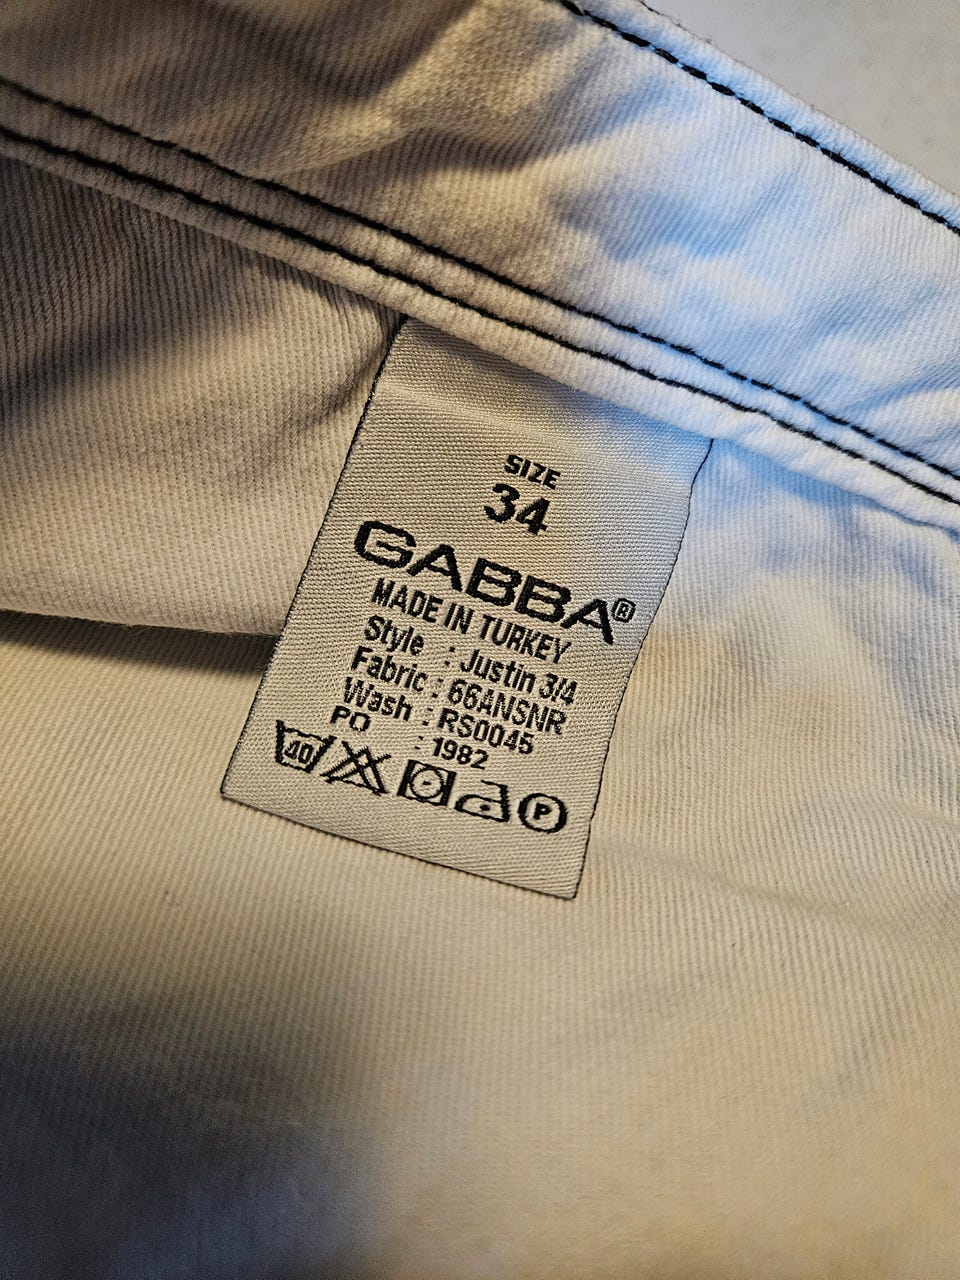 SIZE
34
GABBA®
MADE IN TURKEY
Style : Justin 3/4
Fabric : 66ANSNR
Wash : RS0045
PO : 1982
40 P